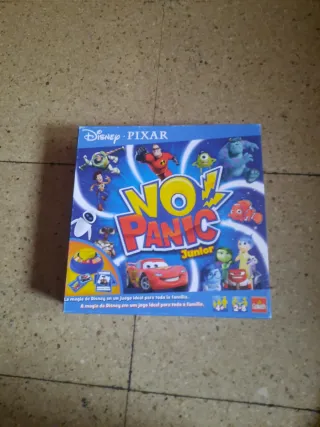 Disney · PIXAR
NO!
PANIC
Junior
La magia de Disney en un juego ideal para toda la familia.
A magia da Disney em um jogo ideal para toda a família.